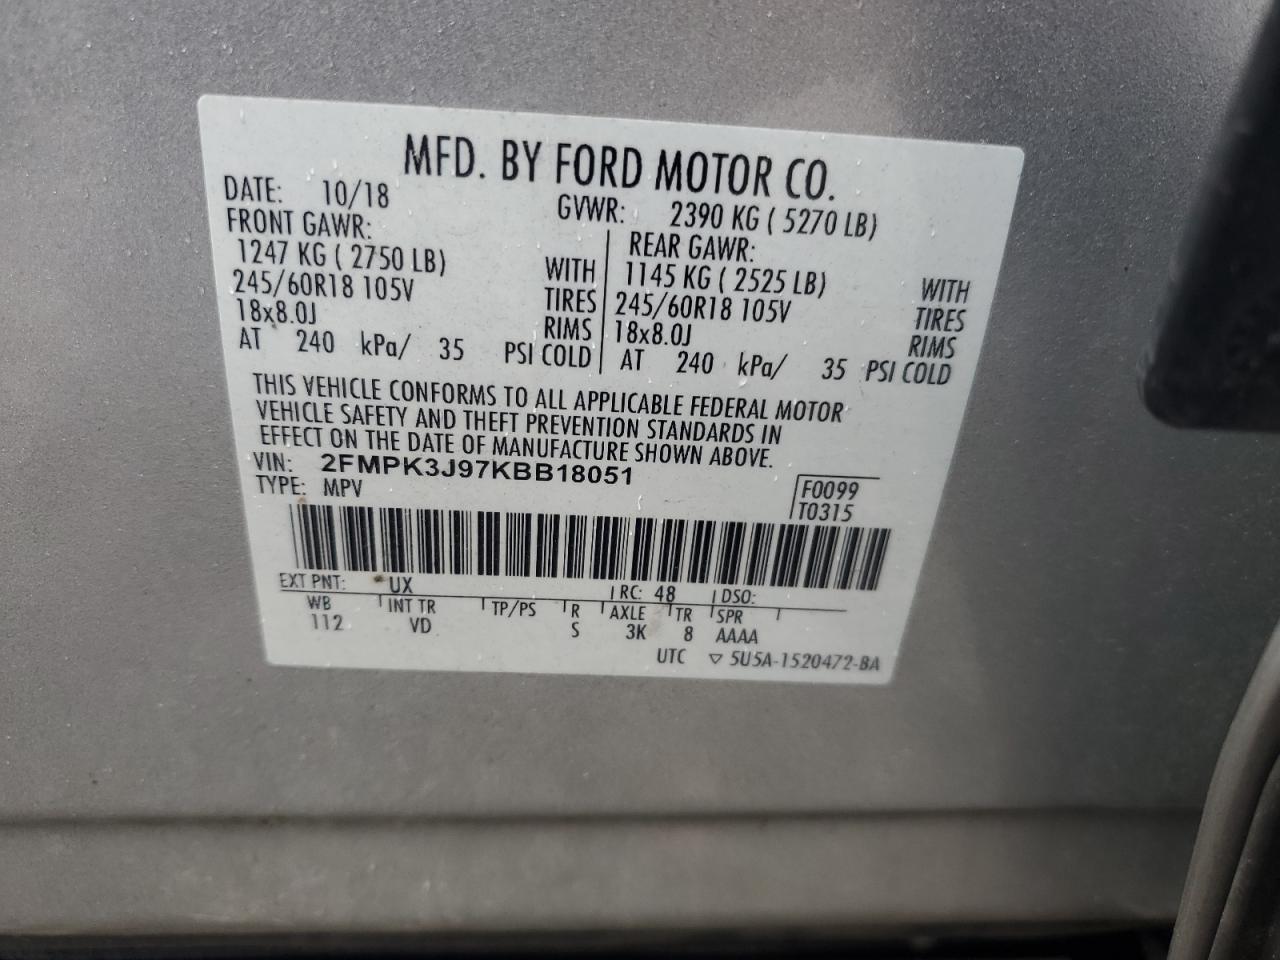 MFD. BY FORD MOTOR CO.
DATE: 10/18 GVWR: 2390 KG ( 5270 LB)
FRONT GAWR: REAR GAWR:
1247 KG ( 2750 LB) WITH 1145 KG ( 2525 LB) WITH
245/60R18 105V TIRES 245/60R18 105V TIRES
18x8.0J RIMS 18x8.0J RIMS
AT 240 kPa/ 35 PSI COLD AT 240 kPa/ 35 PSI COLD
THIS VEHICLE CONFORMS TO ALL APPLICABLE FEDERAL MOTOR
VEHICLE SAFETY AND THEFT PREVENTION STANDARDS IN
EFFECT ON THE DATE OF MANUFACTURE SHOWN ABOVE.
VIN: 2FMPK3J97KBB18051
TYPE: MPV F0099
T0315
EXT PNT: UX RC: 48 DSO:
WB INT TR TP/PS R AXLE TR SPR
112 VD S 3K 8 AAAA
UTC ▽ 5U5A-1520472-BA